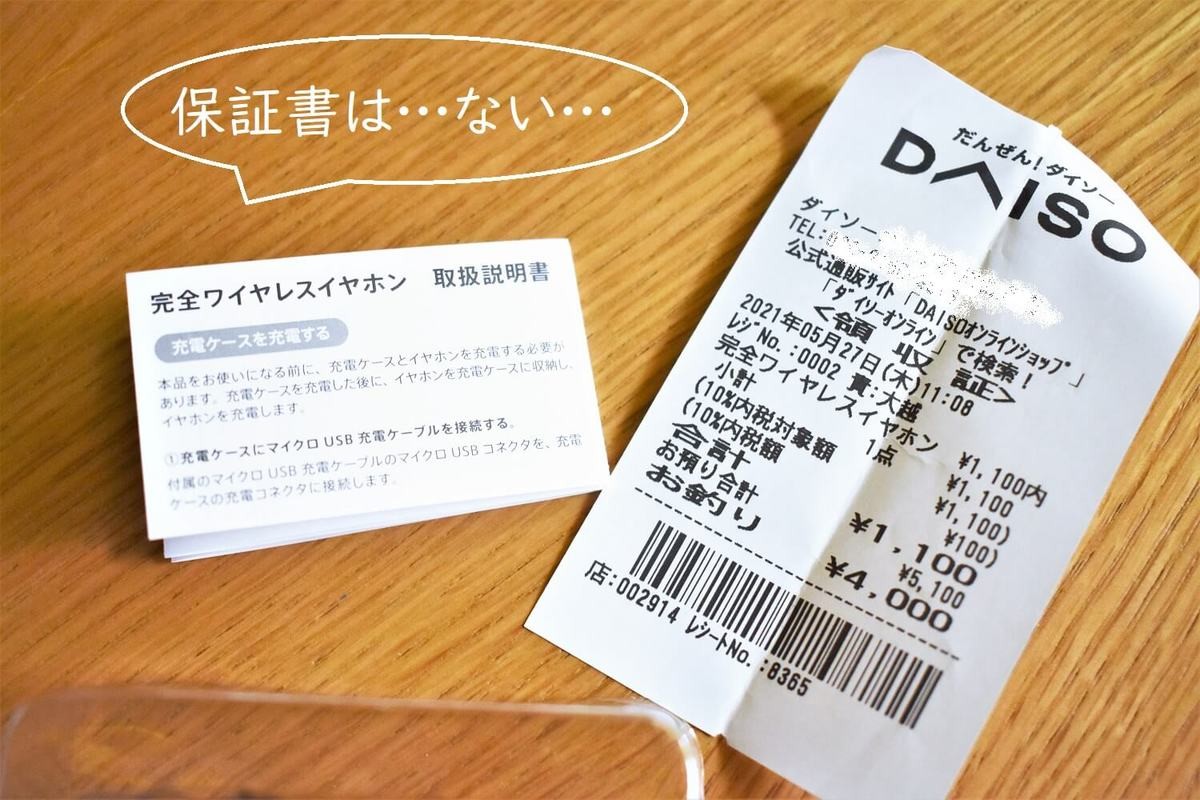 保証書は…ない…
完全ワイヤレスイヤホン 取扱説明書
充電ケースを充電する
本品をお使いになる前に、充電ケースとイヤホンを充電する必要が
あります。充電ケースを充電した後に、イヤホンを充電ケースに収納し、
イヤホンを充電します。
①充電ケースにマイクロ USB 充電ケーブルを接続する。
付属のマイクロ USB 充電ケーブルのマイクロ USB コネクタを、充電
ケースの充電コネクタに接続します。
だんぜん!ダイソー
DAISO
ダイソー
TEL:
公式通販サイト「DAISOオンラインショップ」
「ダイソーオンライン」で検索!
<領 収 証>
2021年05月27日(木)11:08
レジNo.:0002 責:大越
完全ワイヤレスイヤホン ¥1,100内
小計 1点 ¥1,100
(10%内税対象額 ¥1,100)
(10%内税額 ¥100)
合計 ¥1,100
お預り合計 ¥5,100
お釣り ¥4,000
店:002914 レシートNo.:8365